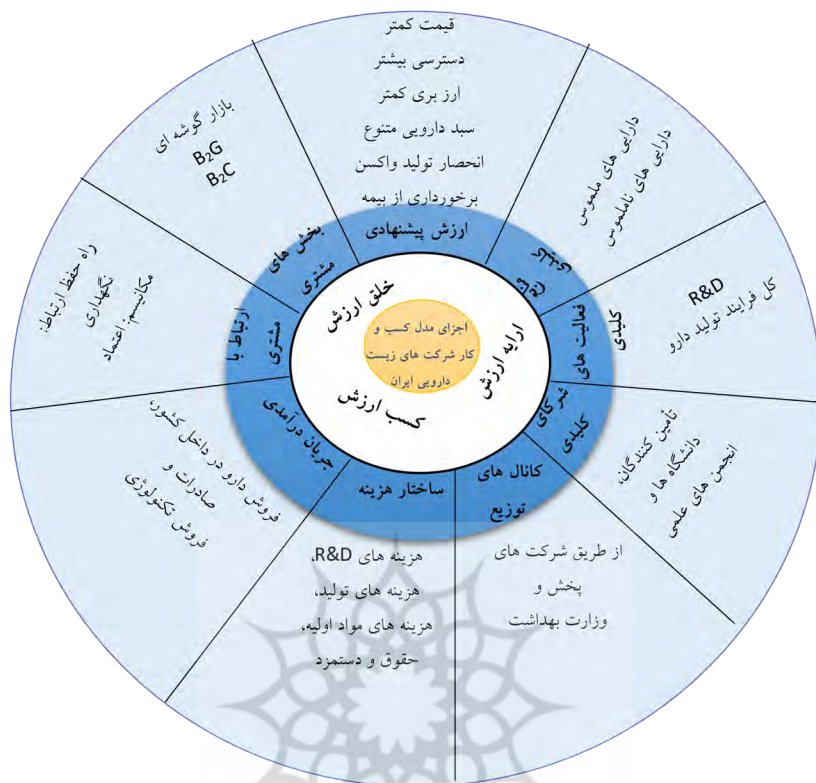 قیمت کمتر
دسترسی بیشتر
ارز بری کمتر
سبد دارویی متنوع
انحصار تولید واکسن
برخورداری از بیمه
ارزش پیشنهادی
دارایی های ملموس
دارایی های ناملموس
منابع
کلیدی
R&D
کل فرایند تولید دارو
فعالیت های
کلیدی
تأمین کنندگان،
دانشگاه ها و
انجمن های علمی
شرکای
کلیدی
از طریق شرکت های
پخش و
وزارت بهداشت
کانال های
توزیع
هزینه های R&D،
هزینه های تولید،
هزینه های مواد اولیه،
حقوق و دستمزد
ساختار هزینه
فروش دارو در داخل کشور،
صادرات و
فروش تکنولوژی
جریان درآمدی
راه حفظ ارتباط:
نگهداری
مکانیسم: اعتماد
ارتباط با
مشتری
بازار گوشه ای
B2G
B2C
بخش های
مشتری
خلق ارزش
ارایه ارزش
کسب ارزش
اجزای مدل کسب و
کار شرکت های زیست
دارویی ایران